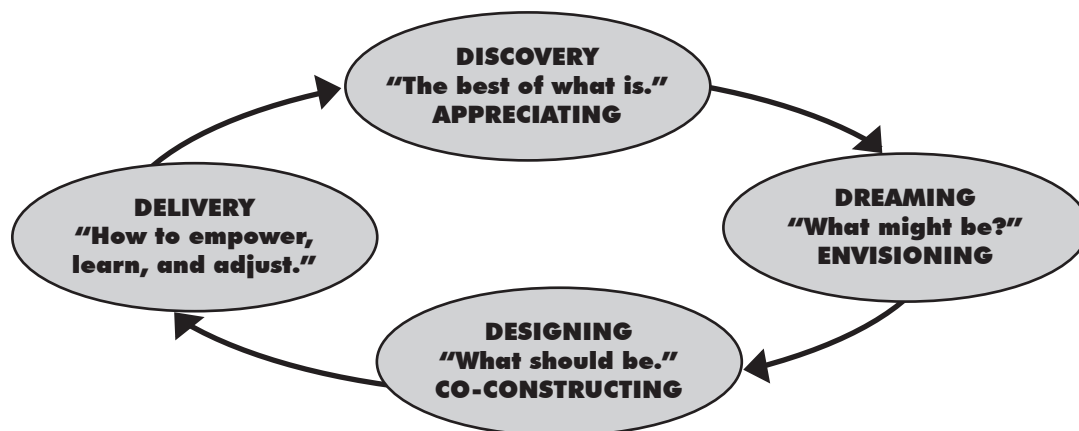 DISCOVERY
“The best of what is.”
APPRECIATING
DREAMING
“What might be?”
ENVISIONING
DESIGNING
“What should be.”
CO-CONSTRUCTING
DELIVERY
“How to empower,
learn, and adjust.”